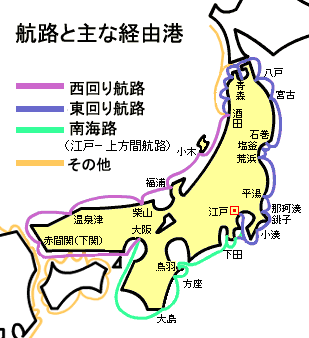 航路と主な経由港
西回り航路
東回り航路
南海路
(江戸－上方間航路)
その他
八戸
青森
宮古
酒田
石巻
塩釜
荒浜
小木
福浦
平潟
那珂湊
銚子
江戸
小湊
柴山
温泉津
大阪
赤間関(下関)
下田
鳥羽
方座
大島